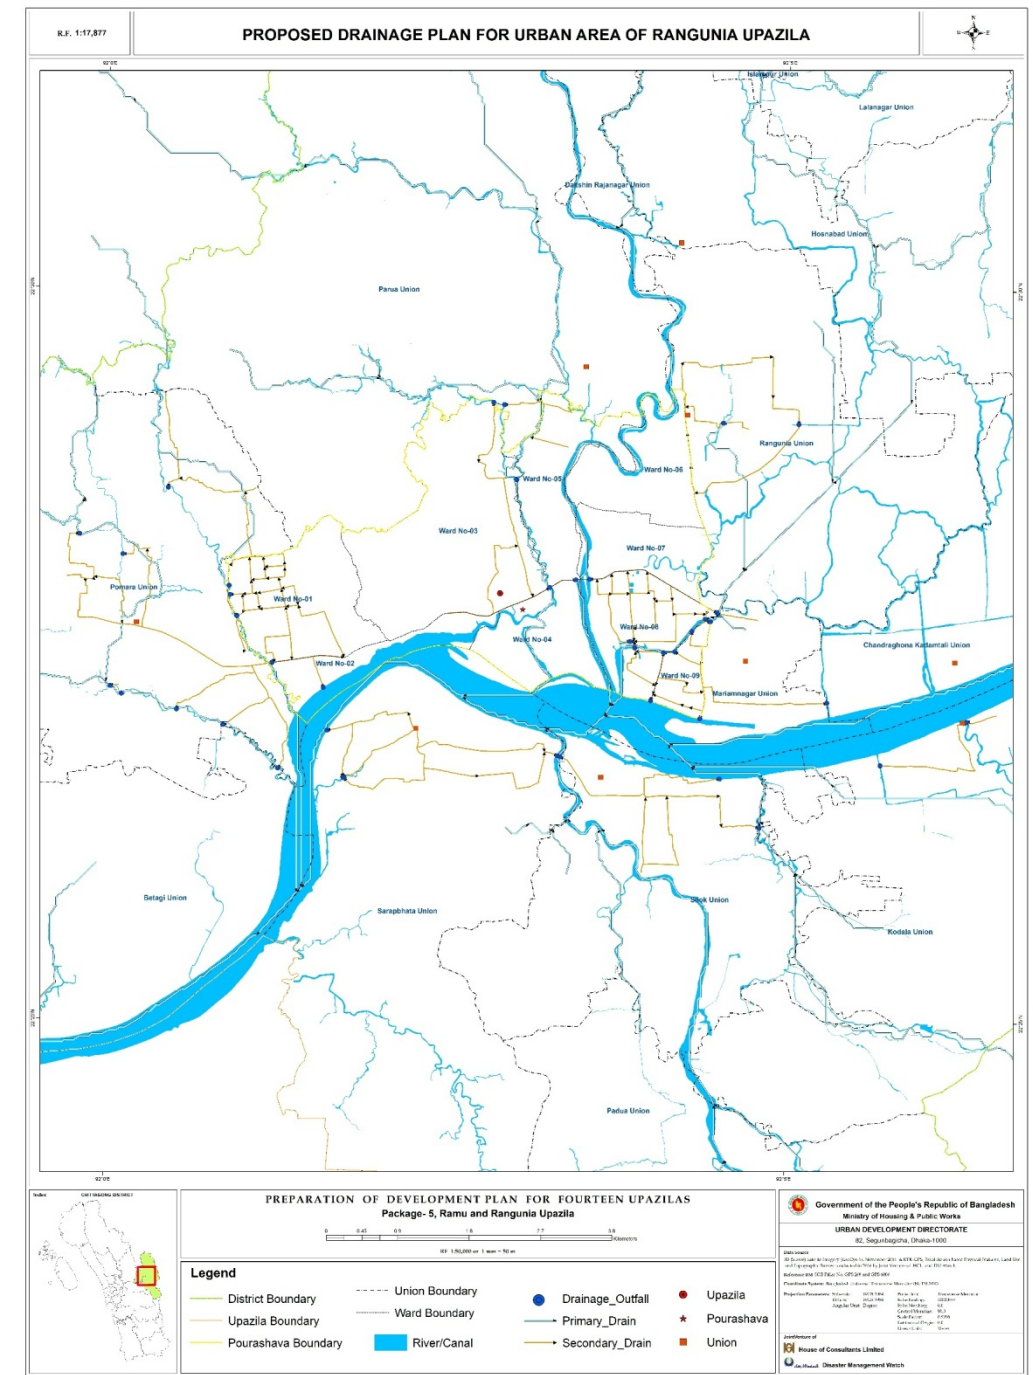 R.F. 1:17,877
PROPOSED DRAINAGE PLAN FOR URBAN AREA OF RANGUNIA UPAZILA
N
Islampur Union
Lalanagar Union
Dakshin Rajanagar Union
Hosnabad Union
Parua Union
Rangunia Union
Ward No-06
Ward No-05
Ward No-03
Ward No-07
Pomara Union
Ward No-01
Ward No-08
Ward No-04
Chandraghona Kadamtali Union
Ward No-02
Ward No-09
Mariamnagar Union
Betagi Union
Silok Union
Sarapbhata Union
Kodala Union
Padua Union
Index
CHITTAGONG DISTRICT
PREPARATION OF DEVELOPMENT PLAN FOR FOURTEEN UPAZILAS
Package- 5, Ramu and Rangunia Upazila
Kilometers
Legend
District Boundary
Upazila Boundary
Pourashava Boundary
Union Boundary
Ward Boundary
River/Canal
Drainage_Outfall
Primary_Drain
Secondary_Drain
Upazila
Pourashava
Union
Government of the People's Republic of Bangladesh
Ministry of Housing & Public Works
URBAN DEVELOPMENT DIRECTORATE
82, Segunbagicha, Dhaka-1000
House of Consultants Limited
Disaster Management Watch